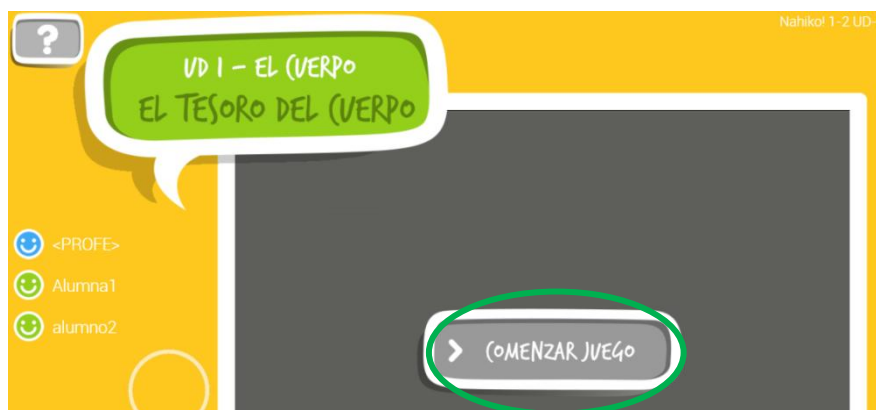 ?
Nahiko! 1-2 UD-
UD 1 – EL CUERPO
EL TESORO DEL CUERPO
<PROFE>
Alumna1
alumno2
COMENZAR JUEGO